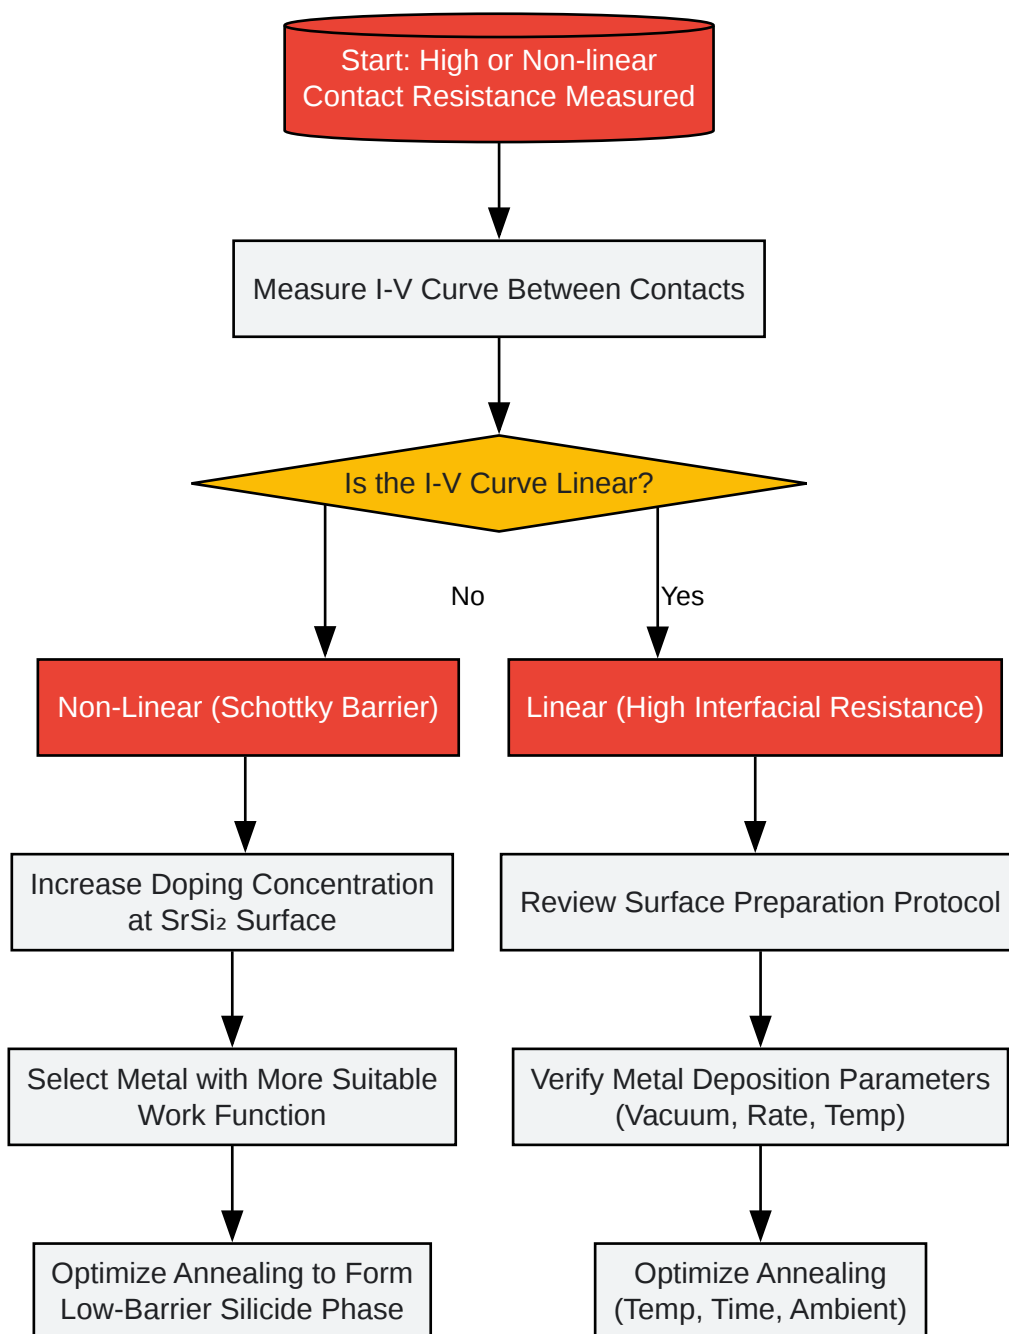 Start: High or Non-linear
Contact Resistance Measured
Measure I-V Curve Between Contacts
Is the I-V Curve Linear?
No
Yes
Non-Linear (Schottky Barrier)
Linear (High Interfacial Resistance)
Increase Doping Concentration
at SrSi₂ Surface
Review Surface Preparation Protocol
Select Metal with More Suitable
Work Function
Verify Metal Deposition Parameters
(Vacuum, Rate, Temp)
Optimize Annealing to Form
Low-Barrier Silicide Phase
Optimize Annealing
(Temp, Time, Ambient)